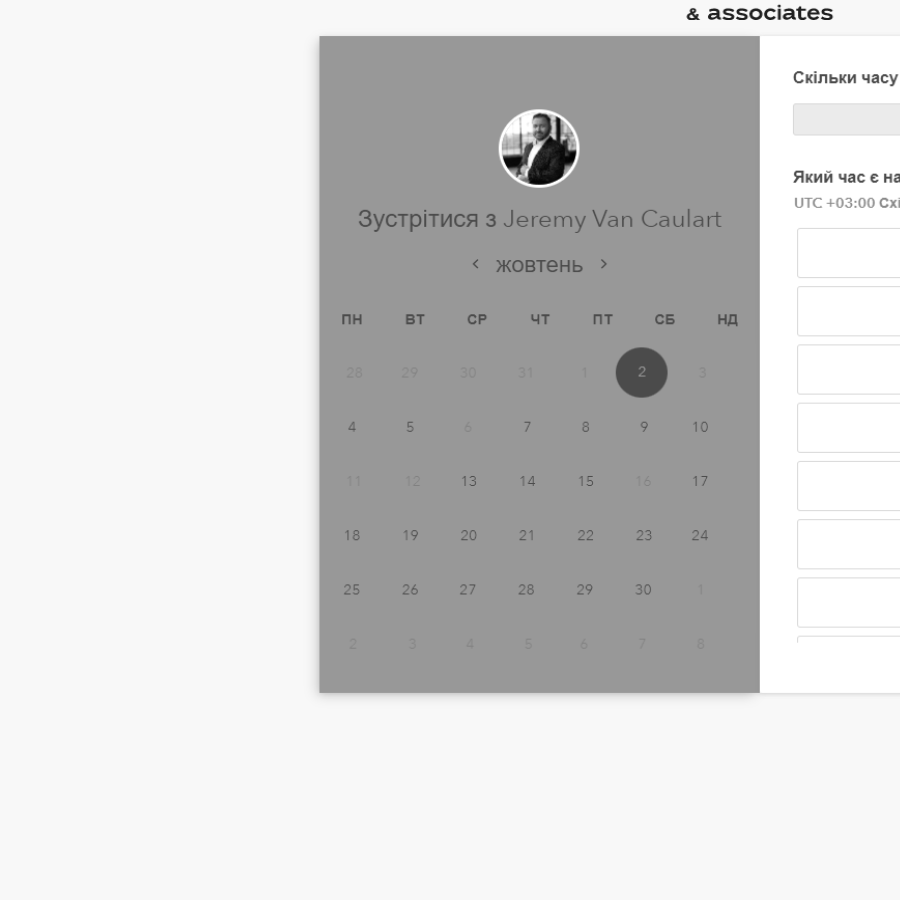 & associates
Скільки часу
Який час є на
UTC +03:00 Схі
Зустрітися з Jeremy Van Caulart
< жовтень >
ПН ВТ СР ЧТ ПТ СБ НД
28 29 30 31 1 2 3
4 5 6 7 8 9 10
11 12 13 14 15 16 17
18 19 20 21 22 23 24
25 26 27 28 29 30 1
2 3 4 5 6 7 8